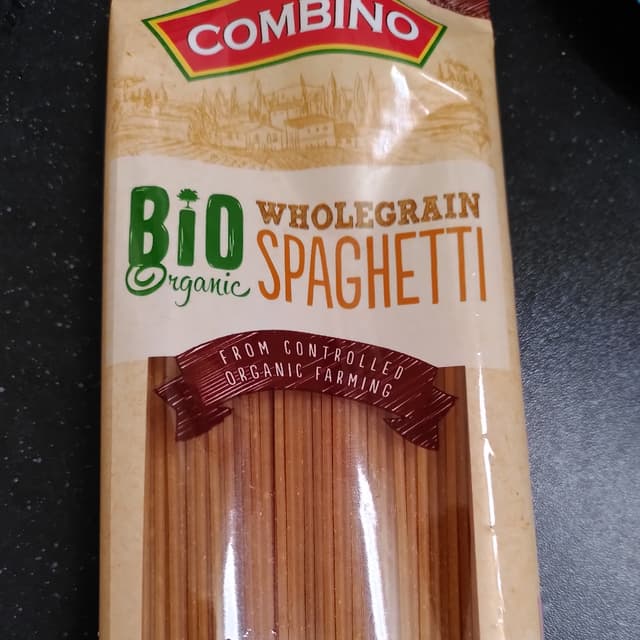 COMBINO
BiO
Organic
WHOLEGRAIN
SPAGHETTI
FROM CONTROLLED
ORGANIC FARMING